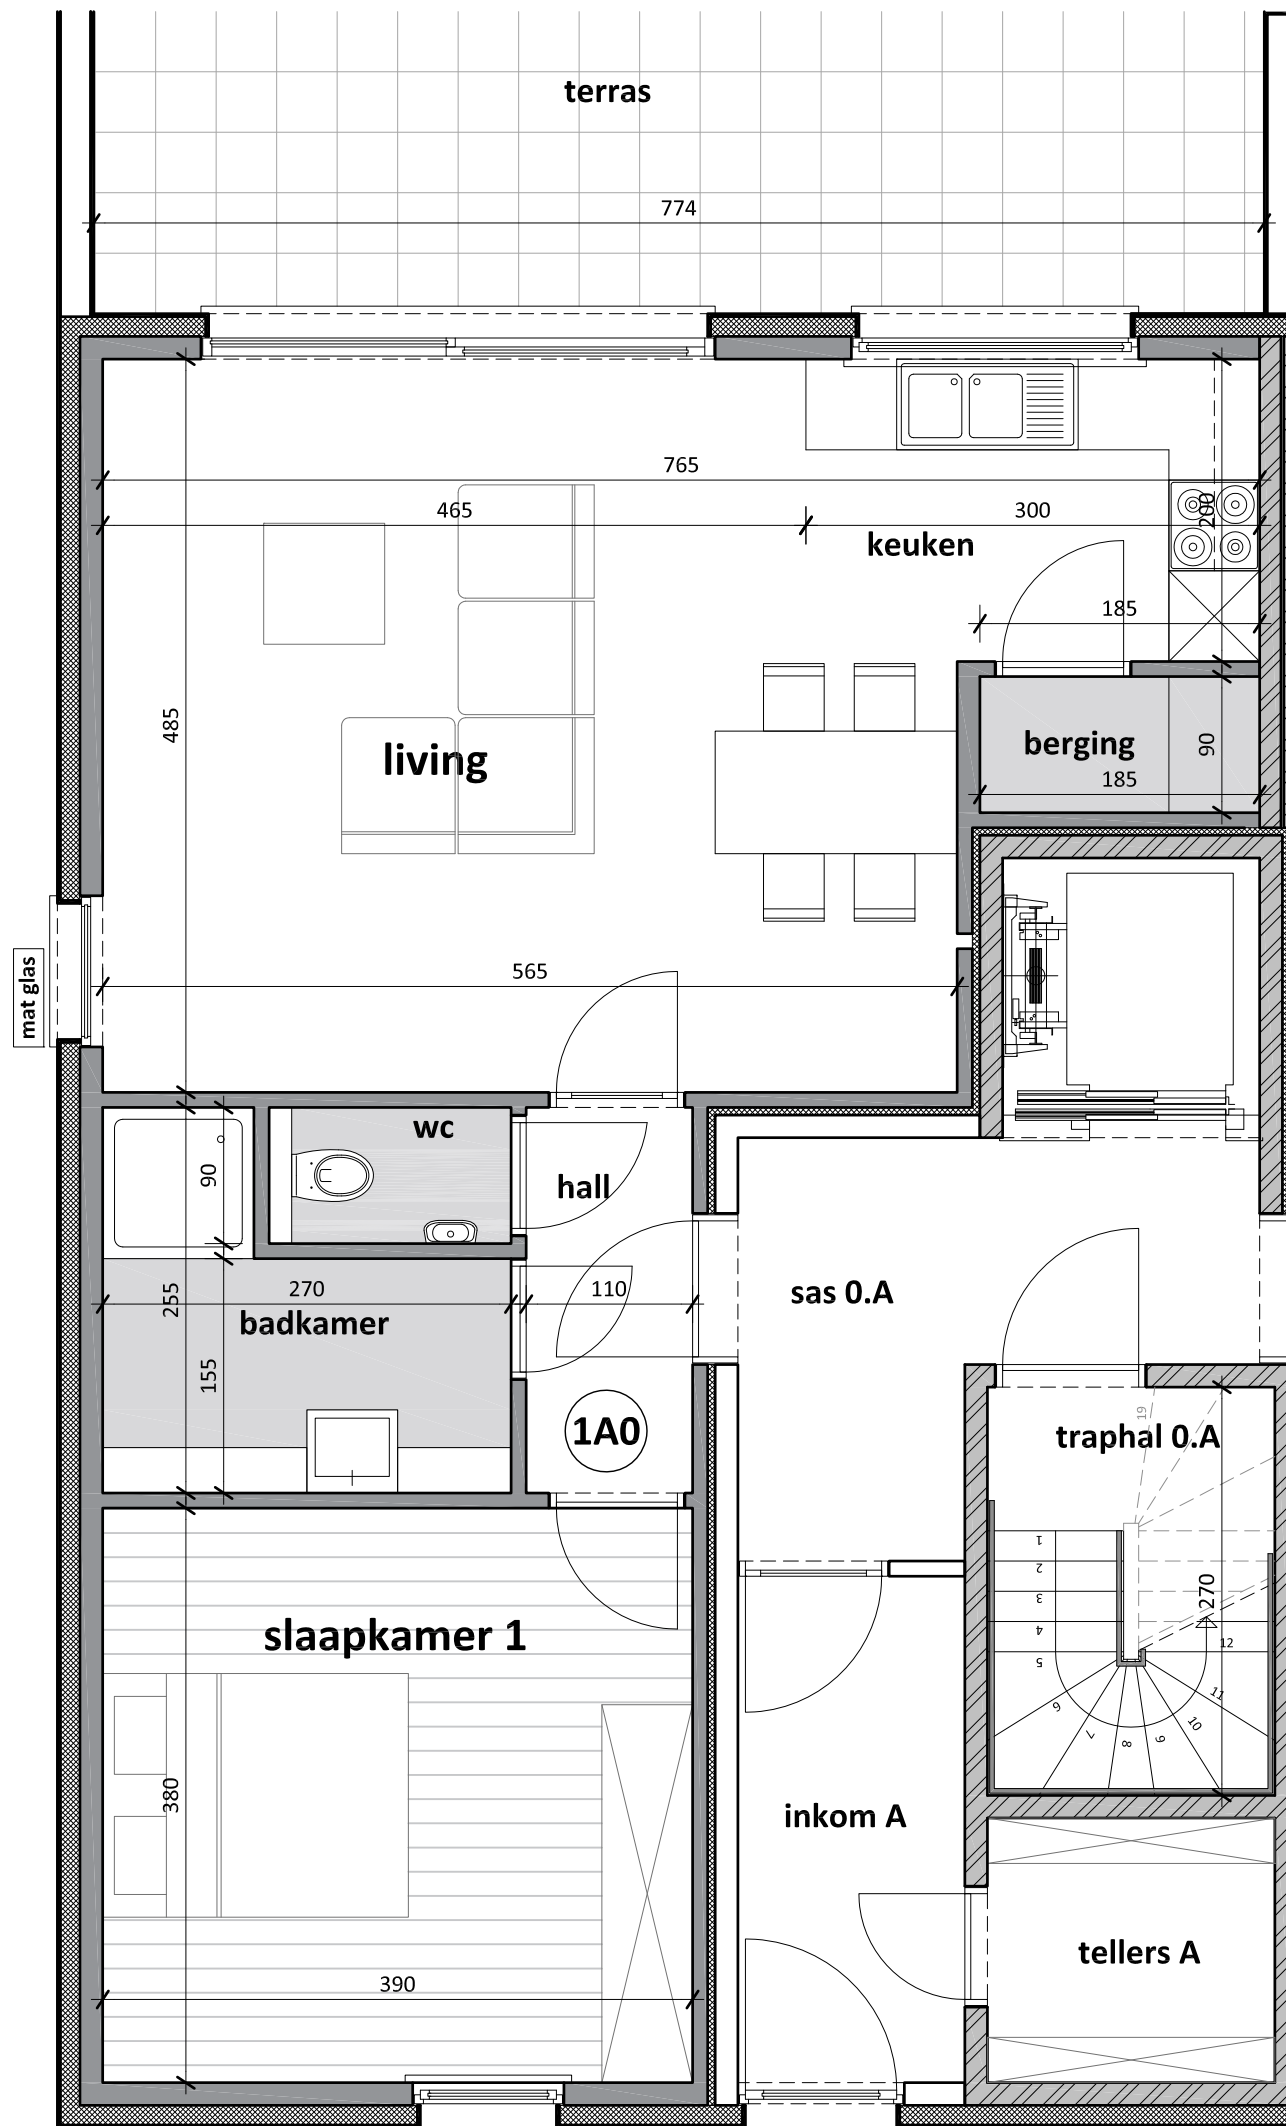 terras
774
765
465
300
keuken
200
185
485
living
berging
90
185
565
mat glas
wc
90
hall
255
270
110
badkamer
sas 0.A
155
1A0
19
traphal 0.A
1
2
3
4
5
6
7
8
9
10
11
12
270
slaapkamer 1
380
inkom A
tellers A
390